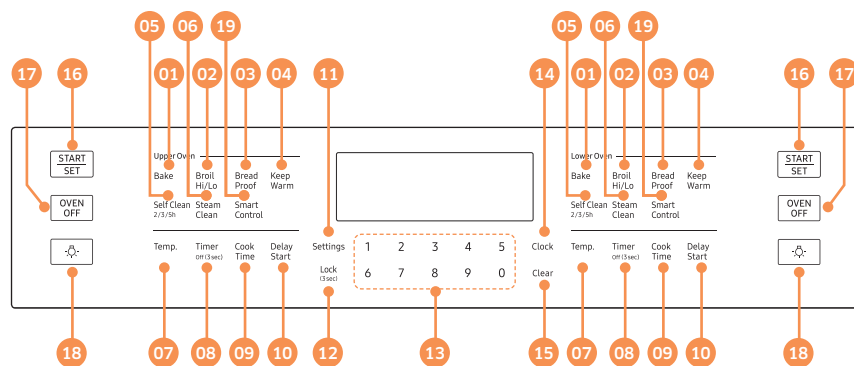 05 06 19 05 06 19
17 16 01 02 03 04 11 14 01 02 03 04 16 17
Upper Oven Lower Oven
START
SET
Bake Broil
Hi/Lo Bread
Proof Keep
Warm
Bake Broil
Hi/Lo Bread
Proof Keep
Warm
START
SET
OVEN
OFF
Self Clean
2/3/5h Steam
Clean Smart
Control
Self Clean
2/3/5h Steam
Clean Smart
Control
OVEN
OFF
Temp. Timer
Off (3 sec) Cook
Time Delay
Start
Settings 1 2 3 4 5 Clock
Lock
(3 sec) 6 7 8 9 0 Clear
Temp. Timer
Off (3 sec) Cook
Time Delay
Start
18 07 08 09 10 12 13 15 07 08 09 10 18